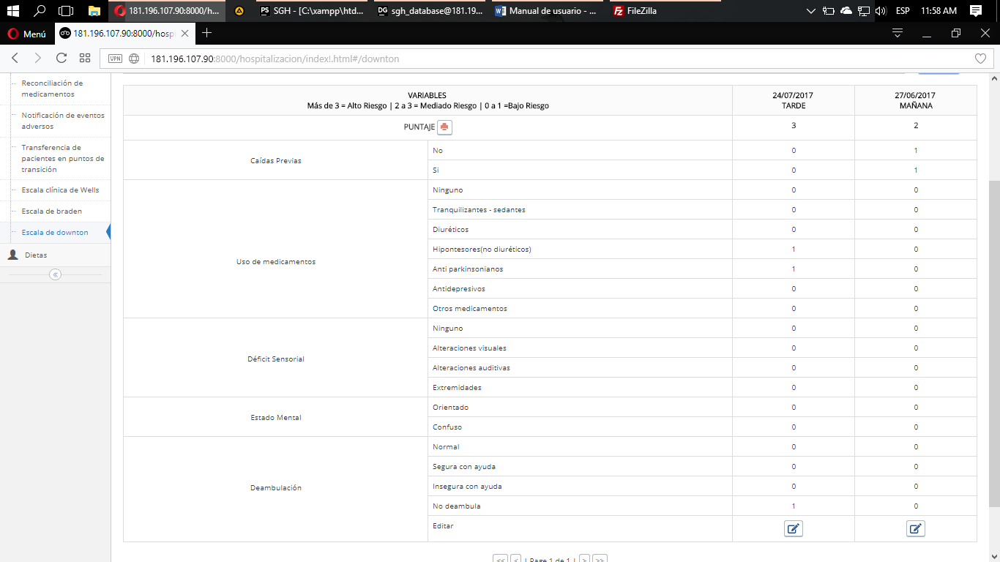 181.196.107.90:8000/h...
SGH - [C:\xampp\htd...
sgh_database@181.19...
Manual de usuario - ...
FileZilla
ESP
11:58 AM
Menú
181.196.107.90:8000/hospi
VPN
181.196.107.90:8000/hospitalizacion/index!.html#/downton
Reconciliación de
medicamentos
Notificación de eventos
adversos
Transferencia de
pacientes en puntos de
transición
Escala clínica de Wells
Escala de braden
Escala de downton
Dietas
VARIABLES
Más de 3 = Alto Riesgo | 2 a 3 = Mediado Riesgo | 0 a 1 =Bajo Riesgo
24/07/2017
TARDE
27/06/2017
MAÑANA
PUNTAJE 3 2
Caídas Previas
No 0 1
Si 0 1
Uso de medicamentos
Ninguno 0 0
Tranquilizantes - sedantes 0 0
Diuréticos 0 0
Hipontesores(no diuréticos) 1 0
Anti parkinsonianos 1 0
Antidepresivos 0 0
Otros medicamentos 0 0
Déficit Sensorial
Ninguno 0 0
Alteraciones visuales 0 0
Alteraciones auditivas 0 0
Extremidades 0 0
Estado Mental
Orientado 0 0
Confuso 0 0
Deambulación
Normal 0 0
Segura con ayuda 0 0
Insegura con ayuda 0 0
No deambula 1 0
Editar
<< < | Page 1 de 1 | > >>